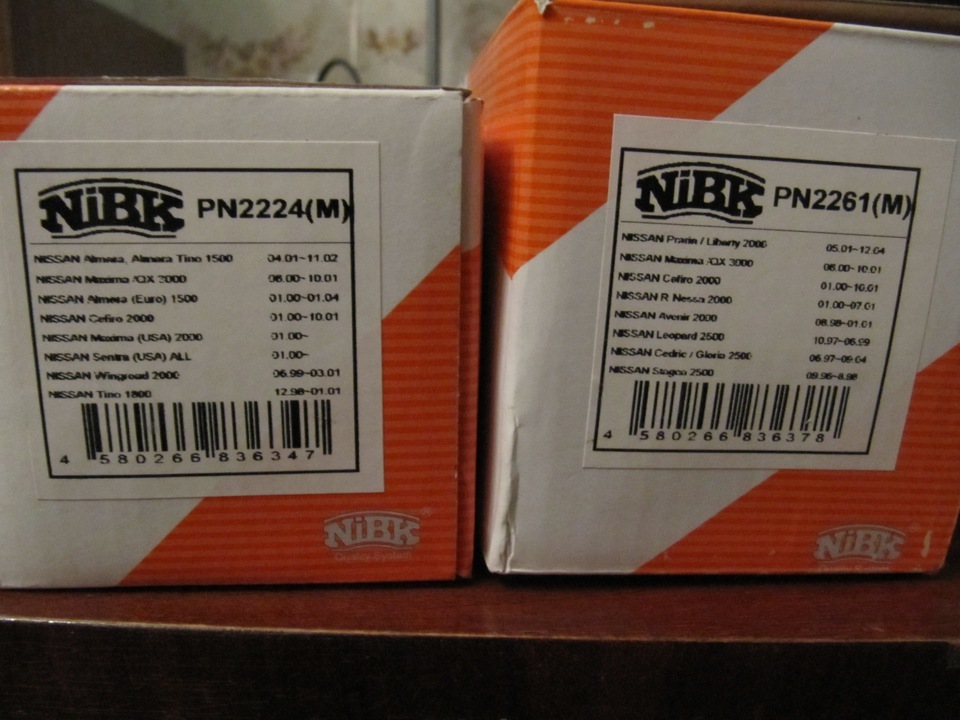 NiBK PN2224(M)
NISSAN Almera, Almera Tino 1500 04.01~11.02
NISSAN Maxima /QX 3000 06.00~10.01
NISSAN Almera (Euro) 1500 01.00~01.04
NISSAN Cefiro 2000 01.00~10.01
NISSAN Maxima (USA) 2000 01.00~
NISSAN Sentra (USA) ALL 01.00~
NISSAN Wingroad 2000 06.99~03.01
NISSAN Tino 1800 12.98~01.01
4 580266 836347
NiBK
NiBK PN2261(M)
NISSAN Prarie / Liberty 2000 05.01~12.04
NISSAN Maxima /QX 3000 06.00~10.01
NISSAN Cefiro 2000 01.00~10.01
NISSAN R Nessa 2000 01.00~07.01
NISSAN Avenir 2000 08.98~01.01
NISSAN Leopard 2500 10.97~06.99
NISSAN Cedric / Gloria 2500 06.97~09.04
NISSAN Stagea 2500 09.96~8.98
4 580266 836378
NiBK